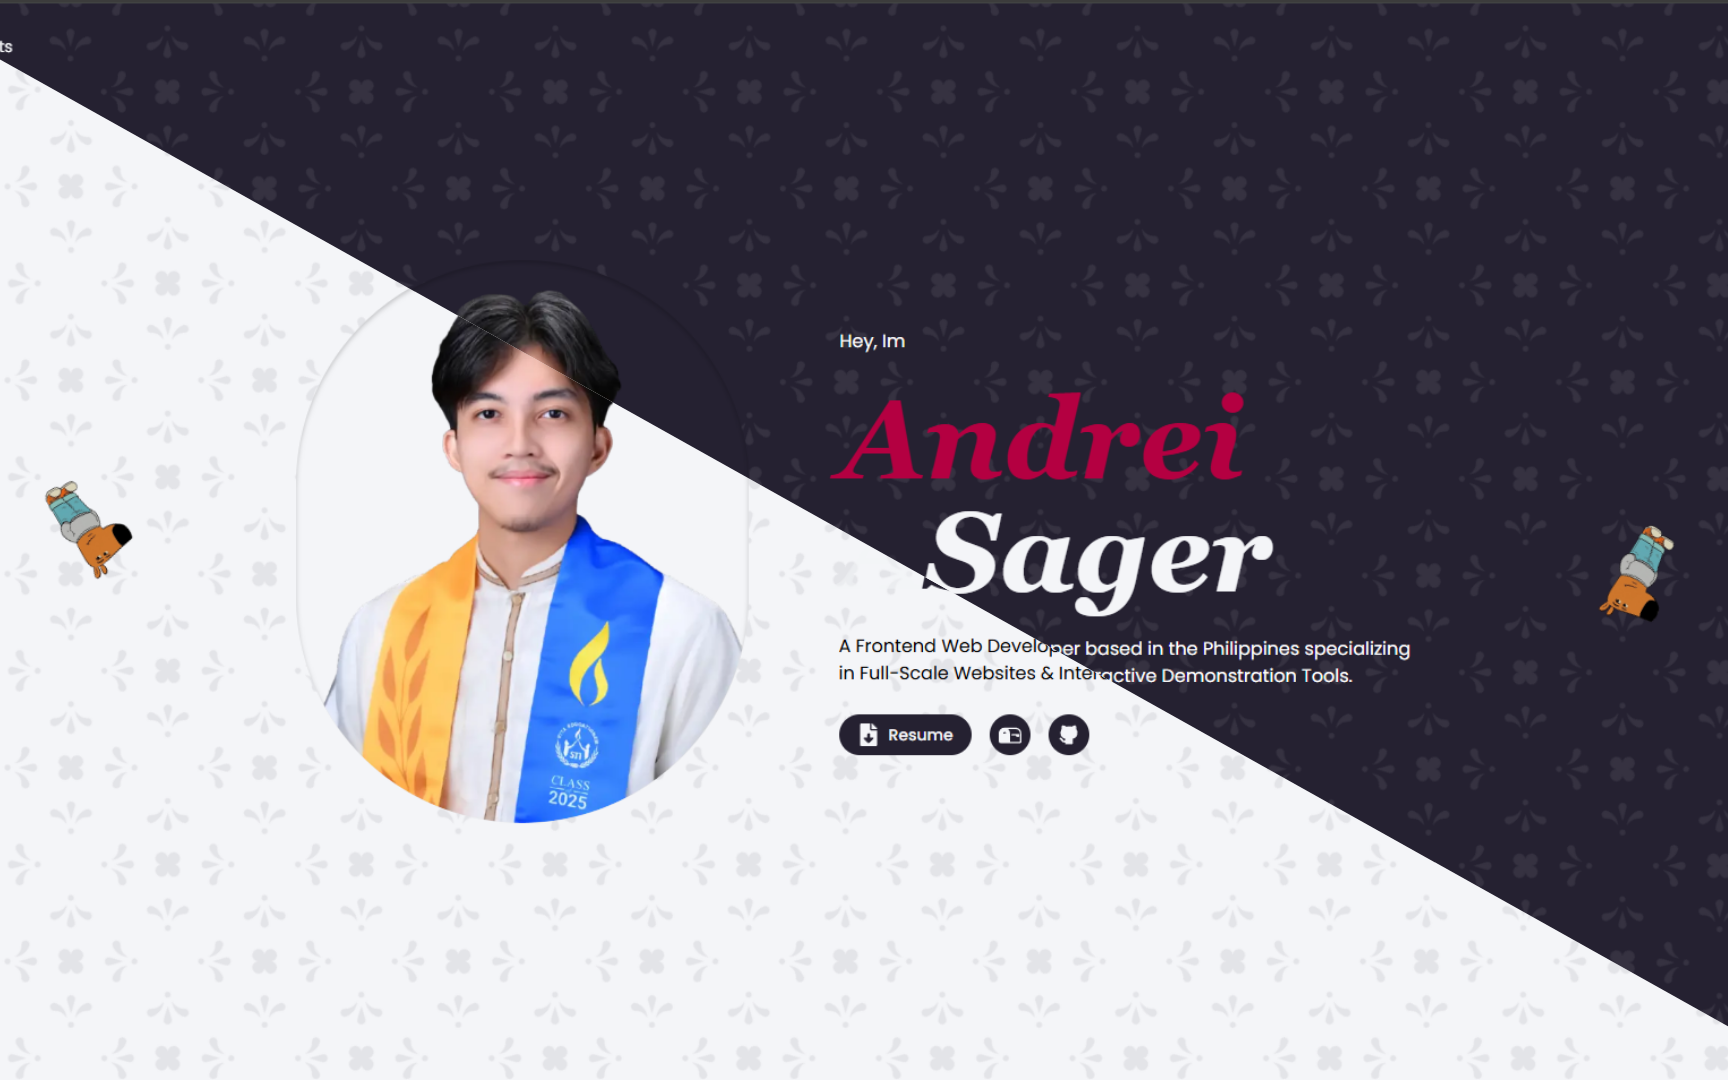 ts
Hey, Im
Andrei
Sager
A Frontend Web Developer based in the Philippines specializing
in Full-Scale Websites & Interactive Demonstration Tools.
Resume
STI
CLASS
2025